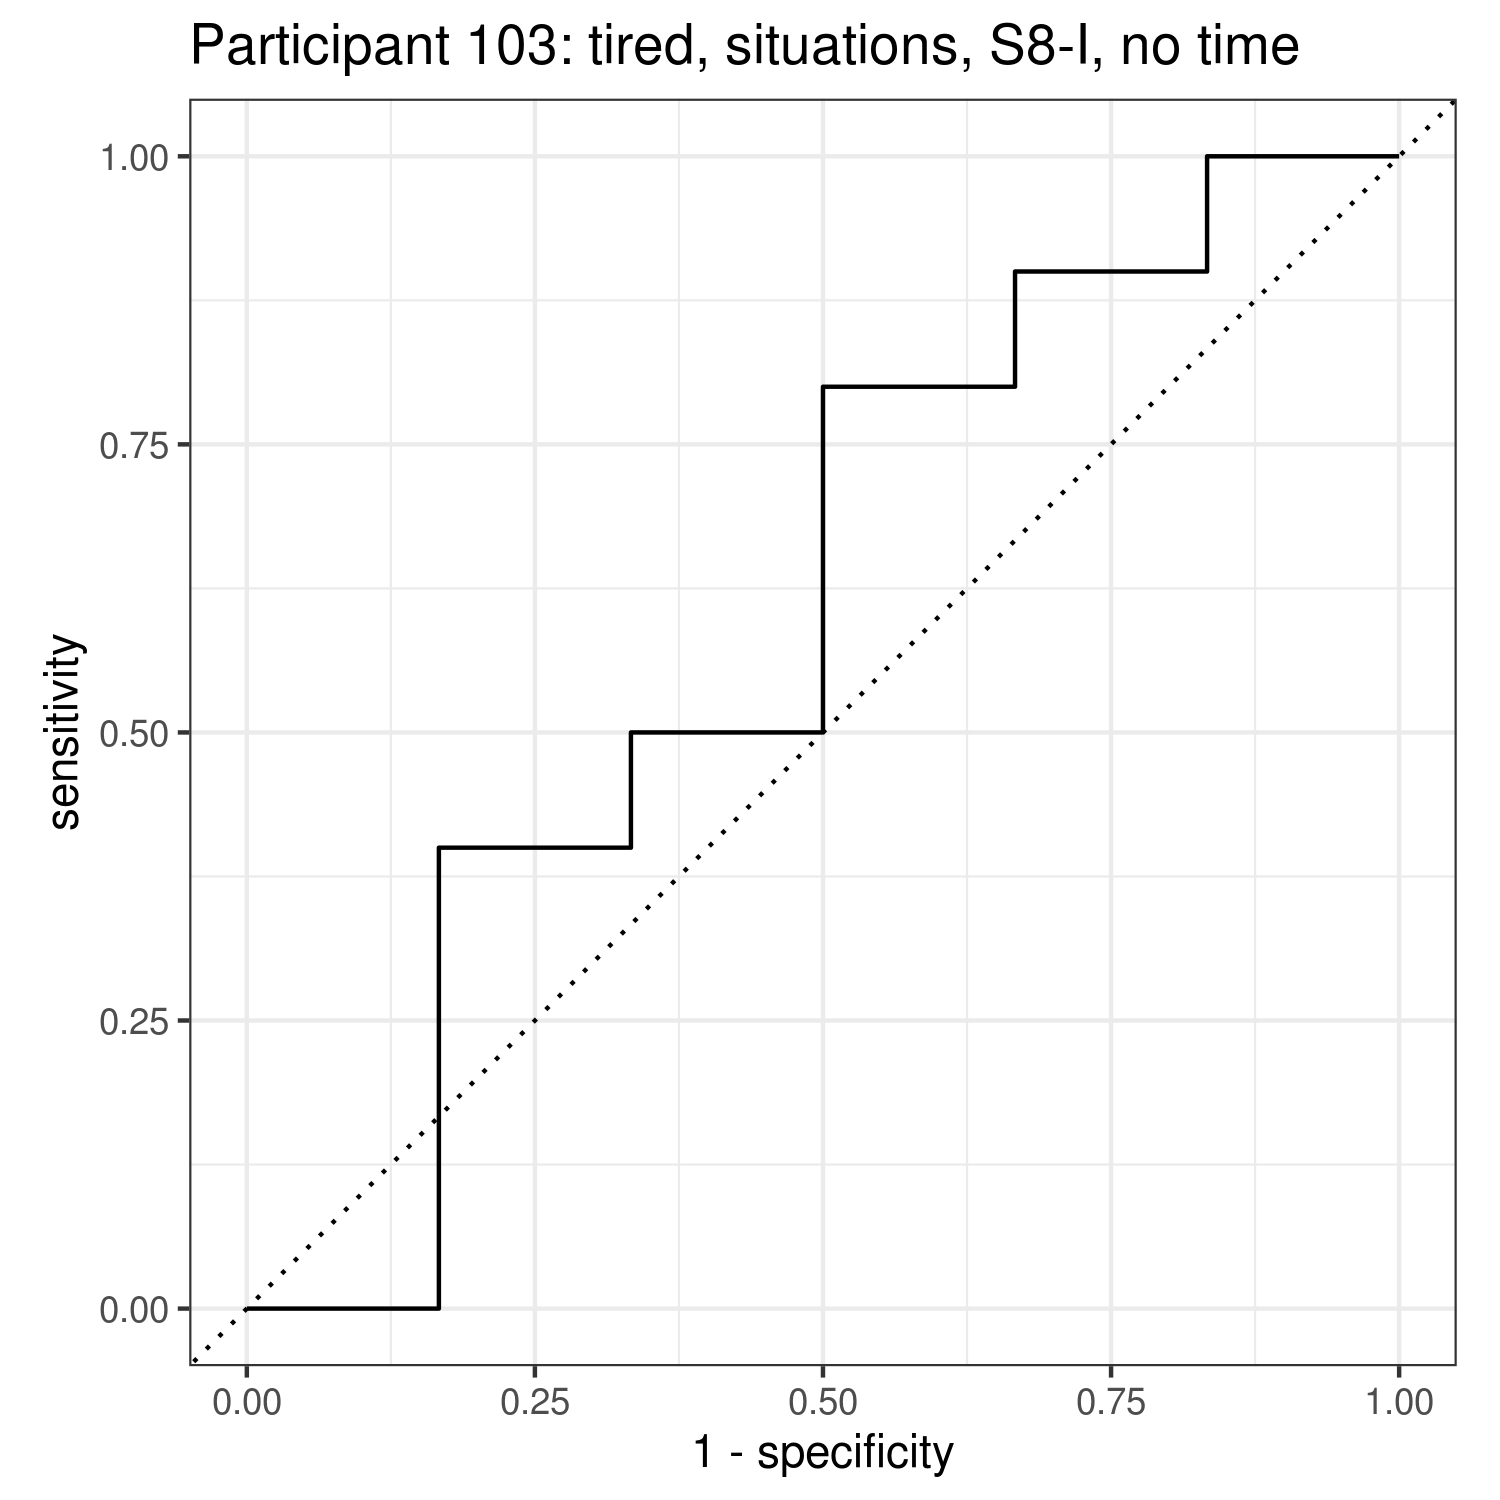 Participant 103: tired, situations, S8-I, no time
1.00
0.75
0.50
0.25
0.00
sensitivity
0.00 0.25 0.50 0.75 1.00
1 - specificity